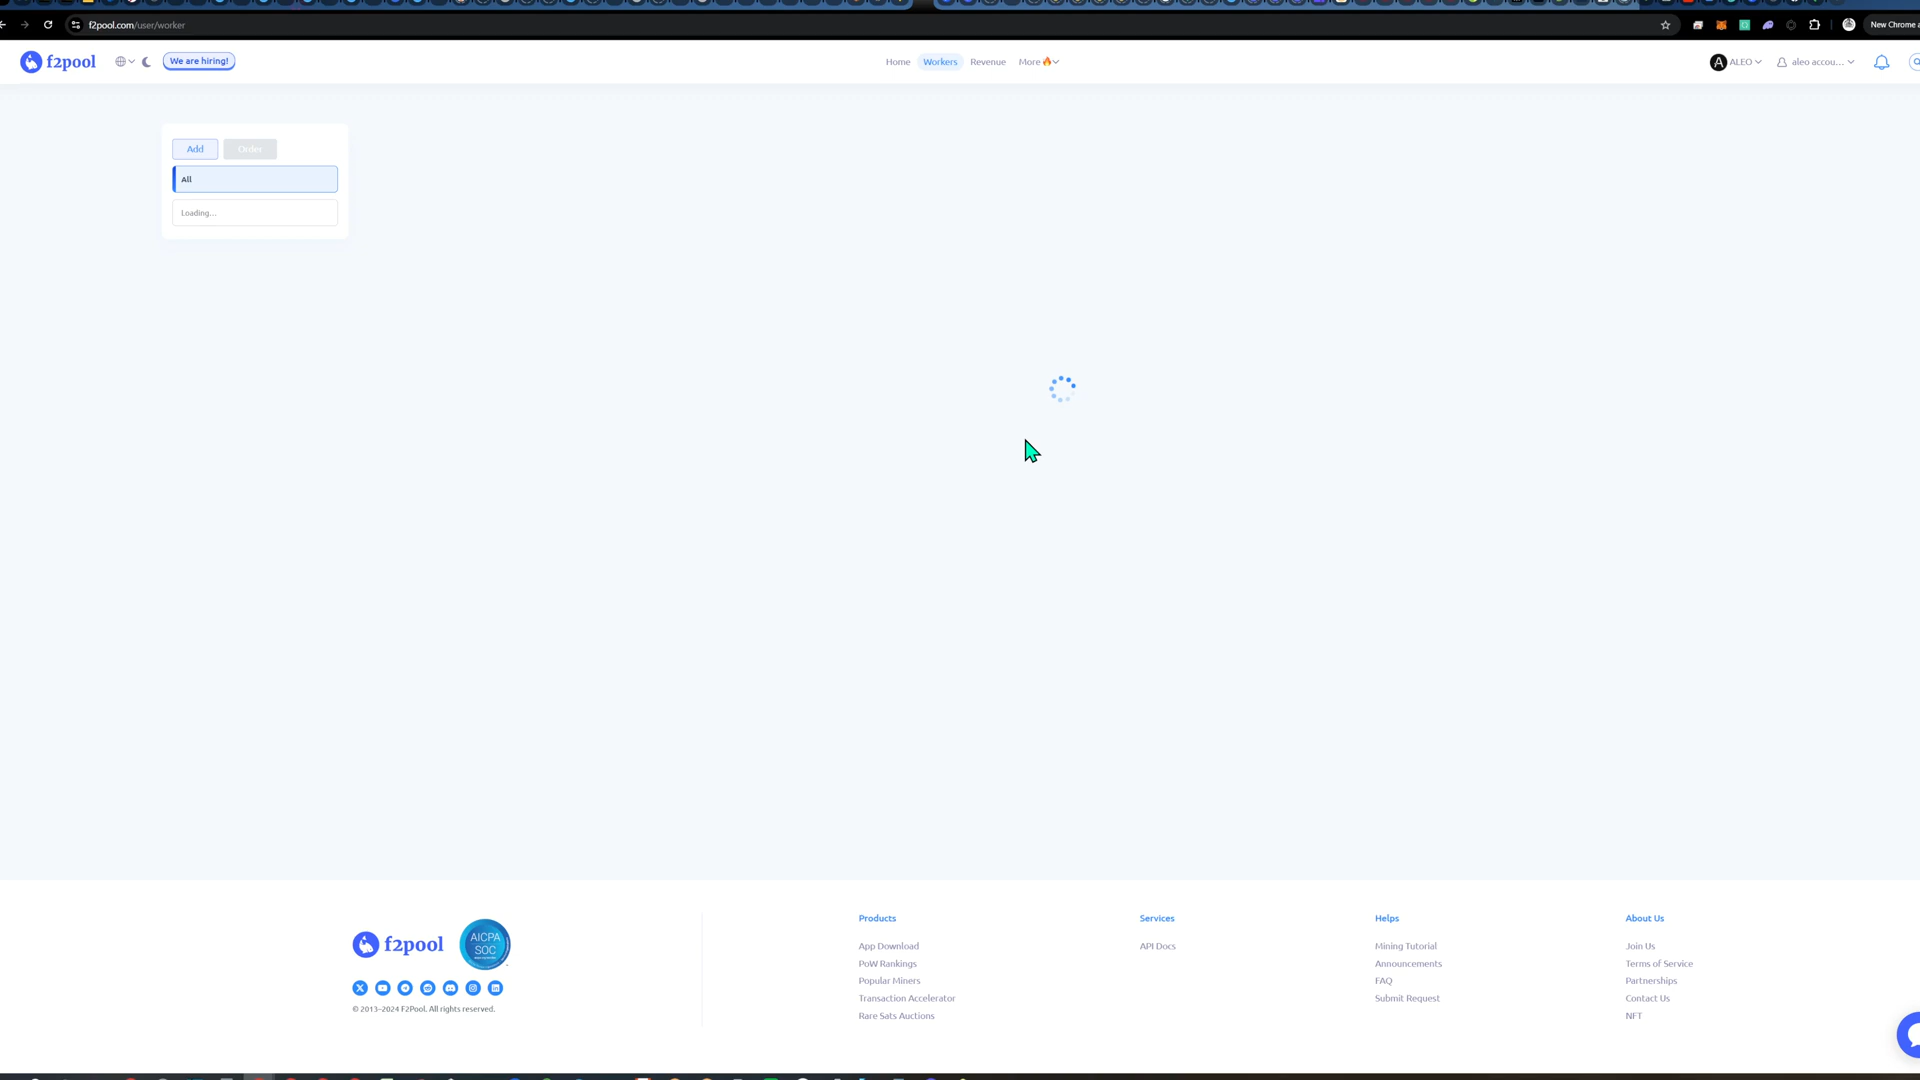 f2pool.com/user/worker
New Chrome a
f2pool
We are hiring!
Home
Workers
Revenue
More
ALEO
aleo accou...
Add
Order
All
Loading...
f2pool
AICPA
SOC
© 2013–2024 F2Pool. All rights reserved.
Products
App Download
PoW Rankings
Popular Miners
Transaction Accelerator
Rare Sats Auctions
Services
API Docs
Helps
Mining Tutorial
Announcements
FAQ
Submit Request
About Us
Join Us
Terms of Service
Partnerships
Contact Us
NFT